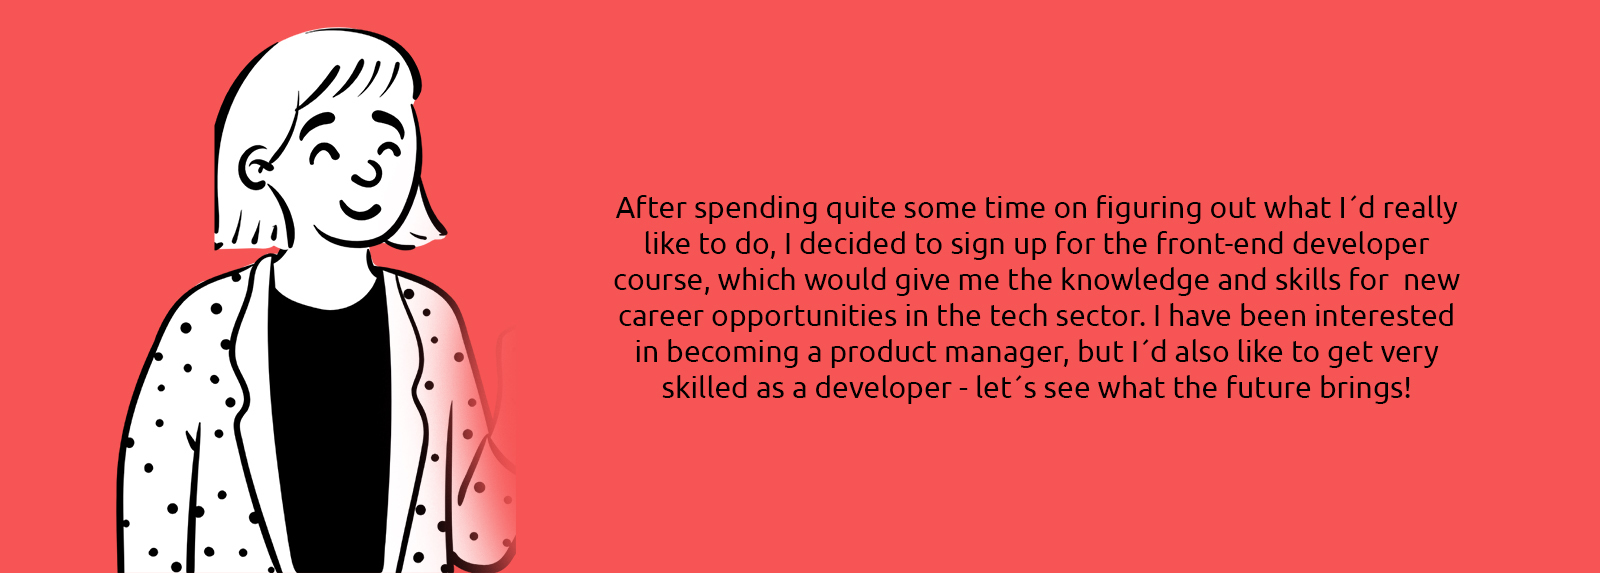 After spending quite some time on figuring out what I´d really
like to do, I decided to sign up for the front-end developer
course, which would give me the knowledge and skills for  new
career opportunities in the tech sector. I have been interested
in becoming a product manager, but I´d also like to get very
skilled as a developer - let´s see what the future brings!